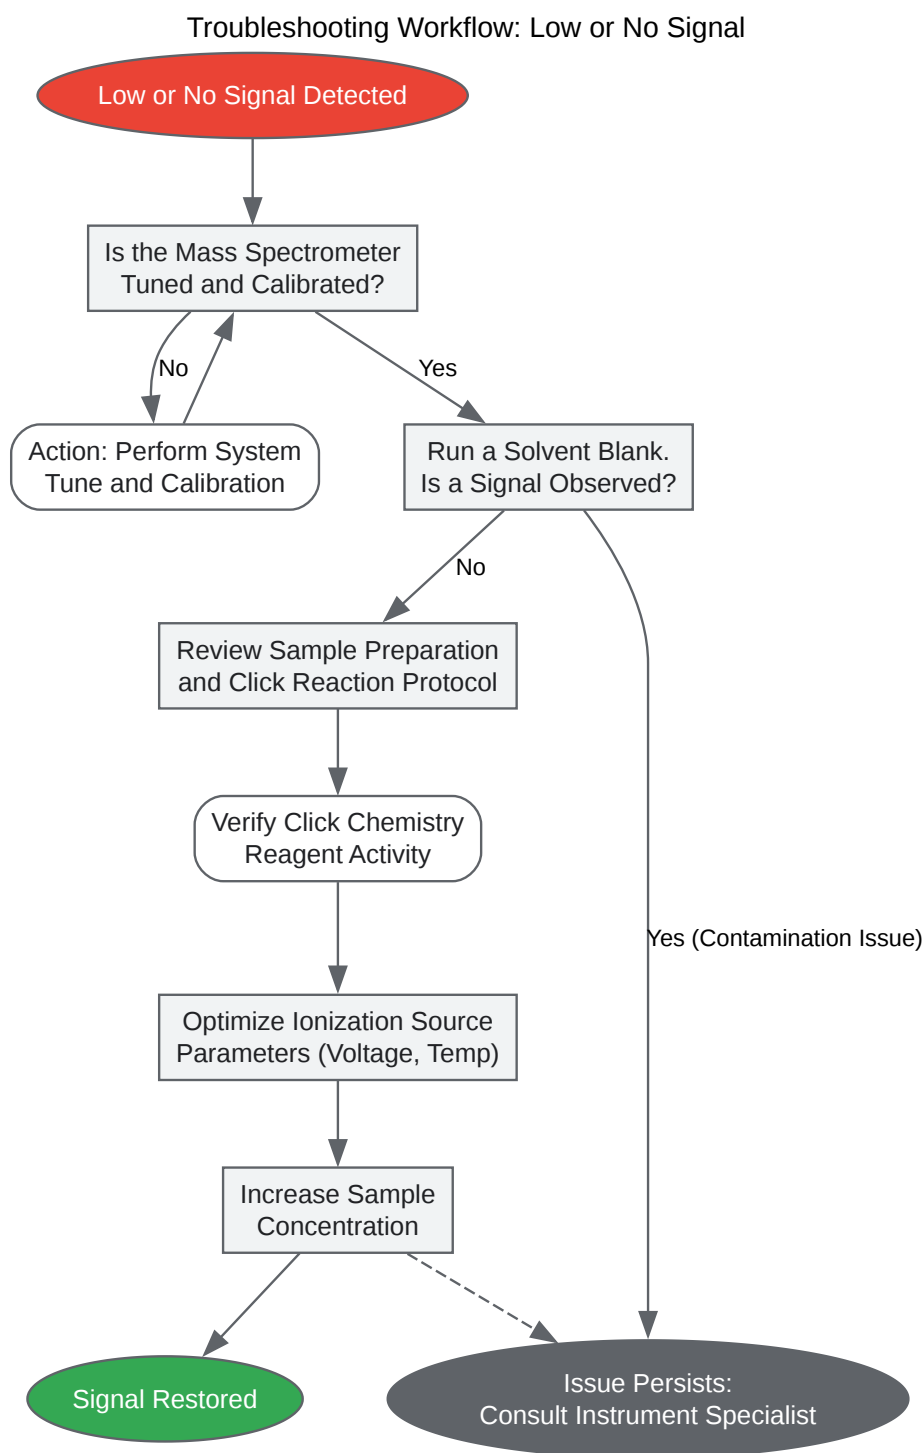 Troubleshooting Workflow: Low or No Signal
Low or No Signal Detected
Is the Mass Spectrometer
Tuned and Calibrated?
No
Yes
Action: Perform System
Tune and Calibration
Run a Solvent Blank.
Is a Signal Observed?
No
Review Sample Preparation
and Click Reaction Protocol
Verify Click Chemistry
Reagent Activity
Yes (Contamination Issue)
Optimize Ionization Source
Parameters (Voltage, Temp)
Increase Sample
Concentration
Signal Restored
Issue Persists:
Consult Instrument Specialist